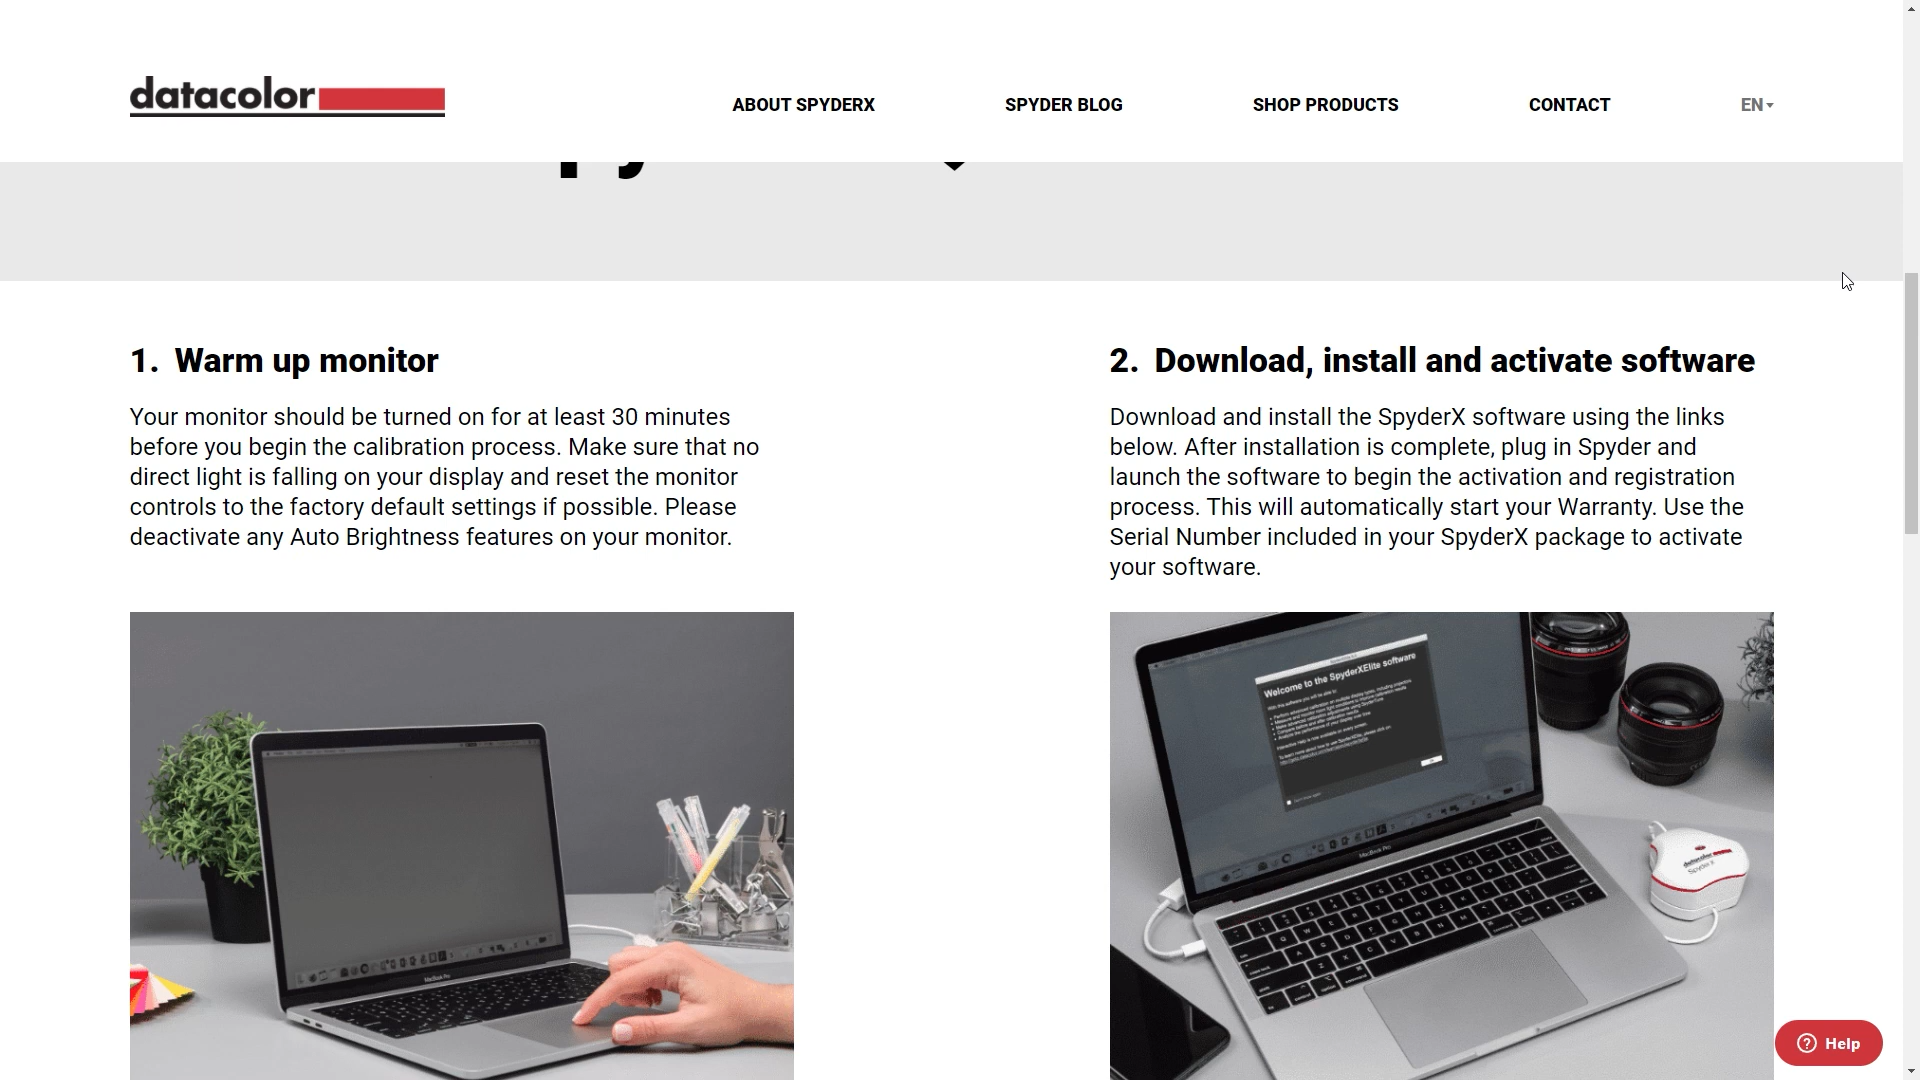 datacolor
ABOUT SPYDERX
SPYDER BLOG
SHOP PRODUCTS
CONTACT
EN
1. Warm up monitor
Your monitor should be turned on for at least 30 minutes
before you begin the calibration process. Make sure that no
direct light is falling on your display and reset the monitor
controls to the factory default settings if possible. Please
deactivate any Auto Brightness features on your monitor.
2. Download, install and activate software
Download and install the SpyderX software using the links
below. After installation is complete, plug in Spyder and
launch the software to begin the activation and registration
process. This will automatically start your Warranty. Use the
Serial Number included in your SpyderX package to activate
your software.
MacBook Pro
Welcome to the SpyderXElite software
MacBook Pro
datacolor
Spyder X
Help